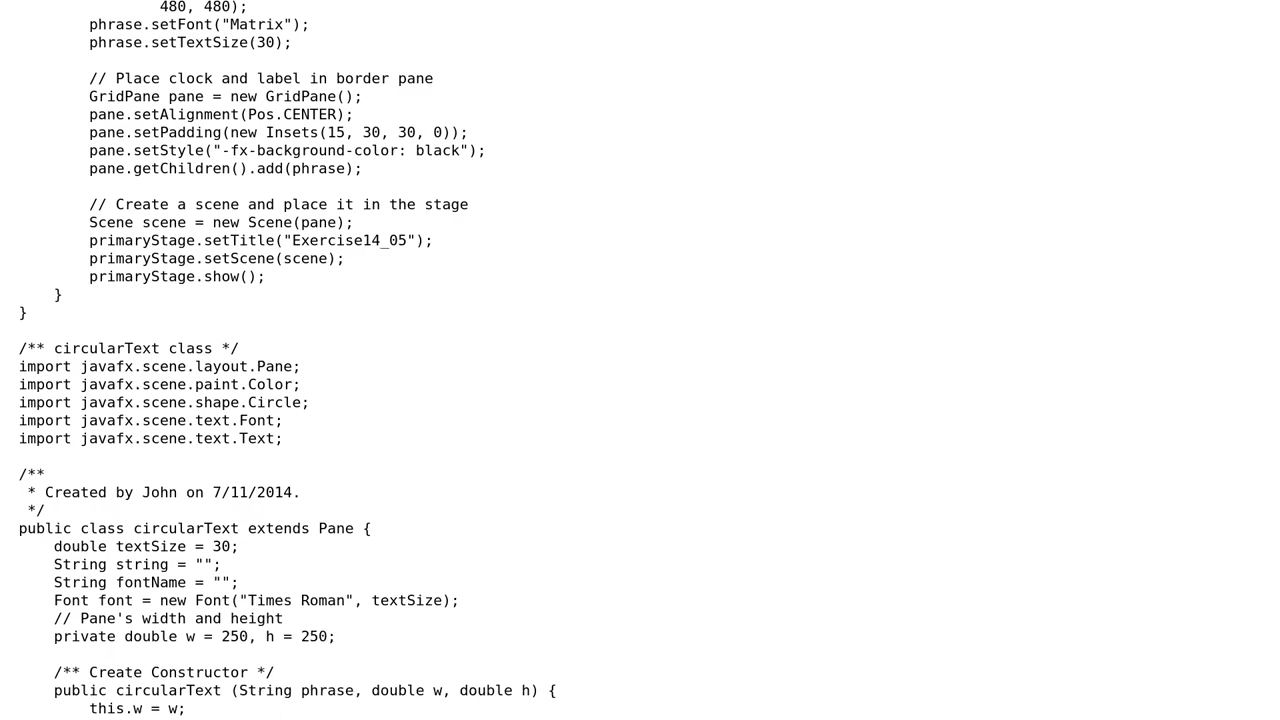 480, 480);
phrase.setFont("Matrix");
phrase.setTextSize(30);
// Place clock and label in border pane
GridPane pane = new GridPane();
pane.setAlignment(Pos.CENTER);
pane.setPadding(new Insets(15, 30, 30, 0));
pane.setStyle("-fx-background-color: black");
pane.getChildren().add(phrase);
// Create a scene and place it in the stage
Scene scene = new Scene(pane);
primaryStage.setTitle("Exercise14_05");
primaryStage.setScene(scene);
primaryStage.show();
}
}
/** circularText class */
import javafx.scene.layout.Pane;
import javafx.scene.paint.Color;
import javafx.scene.shape.Circle;
import javafx.scene.text.Font;
import javafx.scene.text.Text;
/**
* Created by John on 7/11/2014.
*/
public class circularText extends Pane {
double textSize = 30;
String string = "";
String fontName = "";
Font font = new Font("Times Roman", textSize);
// Pane's width and height
private double w = 250, h = 250;
/** Create Constructor */
public circularText (String phrase, double w, double h) {
this.w = w;